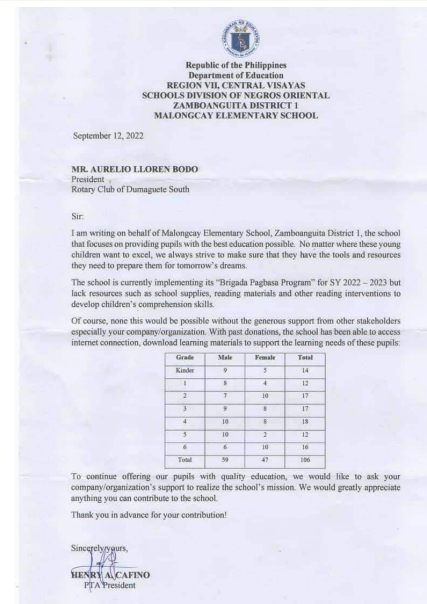 Republic of the Philippines
Department of Education
REGION VII, CENTRAL VISAYAS
SCHOOLS DIVISION OF NEGROS ORIENTAL
ZAMBOANGUITA DISTRICT 1
MALONGCAY ELEMENTARY SCHOOL
September 12, 2022
MR. AURELIO LLOREN BODO
President
Rotary Club of Dumaguete South
Sir:
I am writing on behalf of Malongcay Elementary School, Zamboanguita District 1, the school
that focuses on providing pupils with the best education possible. No matter where these young
children want to excel, we always strive to make sure that they have the tools and resources
they need to prepare them for tomorrow's dreams.
The school is currently implementing its "Brigada Pagbasa Program" for SY 2022 – 2023 but
lack resources such as school supplies, reading materials and other reading interventions to
develop children's comprehension skills.
Of course, none this would be possible without the generous support from other stakeholders
especially your company/organization. With past donations, the school has been able to access
internet connection, download learning materials to support the learning needs of these pupils:
Grade Male Female Total
Kinder 9 5 14
1 8 4 12
2 7 10 17
3 9 8 17
4 10 8 18
5 10 2 12
6 6 10 16
Total 59 47 106
To continue offering our pupils with quality education, we would like to ask your
company/organization's support to realize the school's mission. We would greatly appreciate
anything you can contribute to the school.
Thank you in advance for your contribution!
Sincerely yours,
HENRY A. CAFINO
PTA President